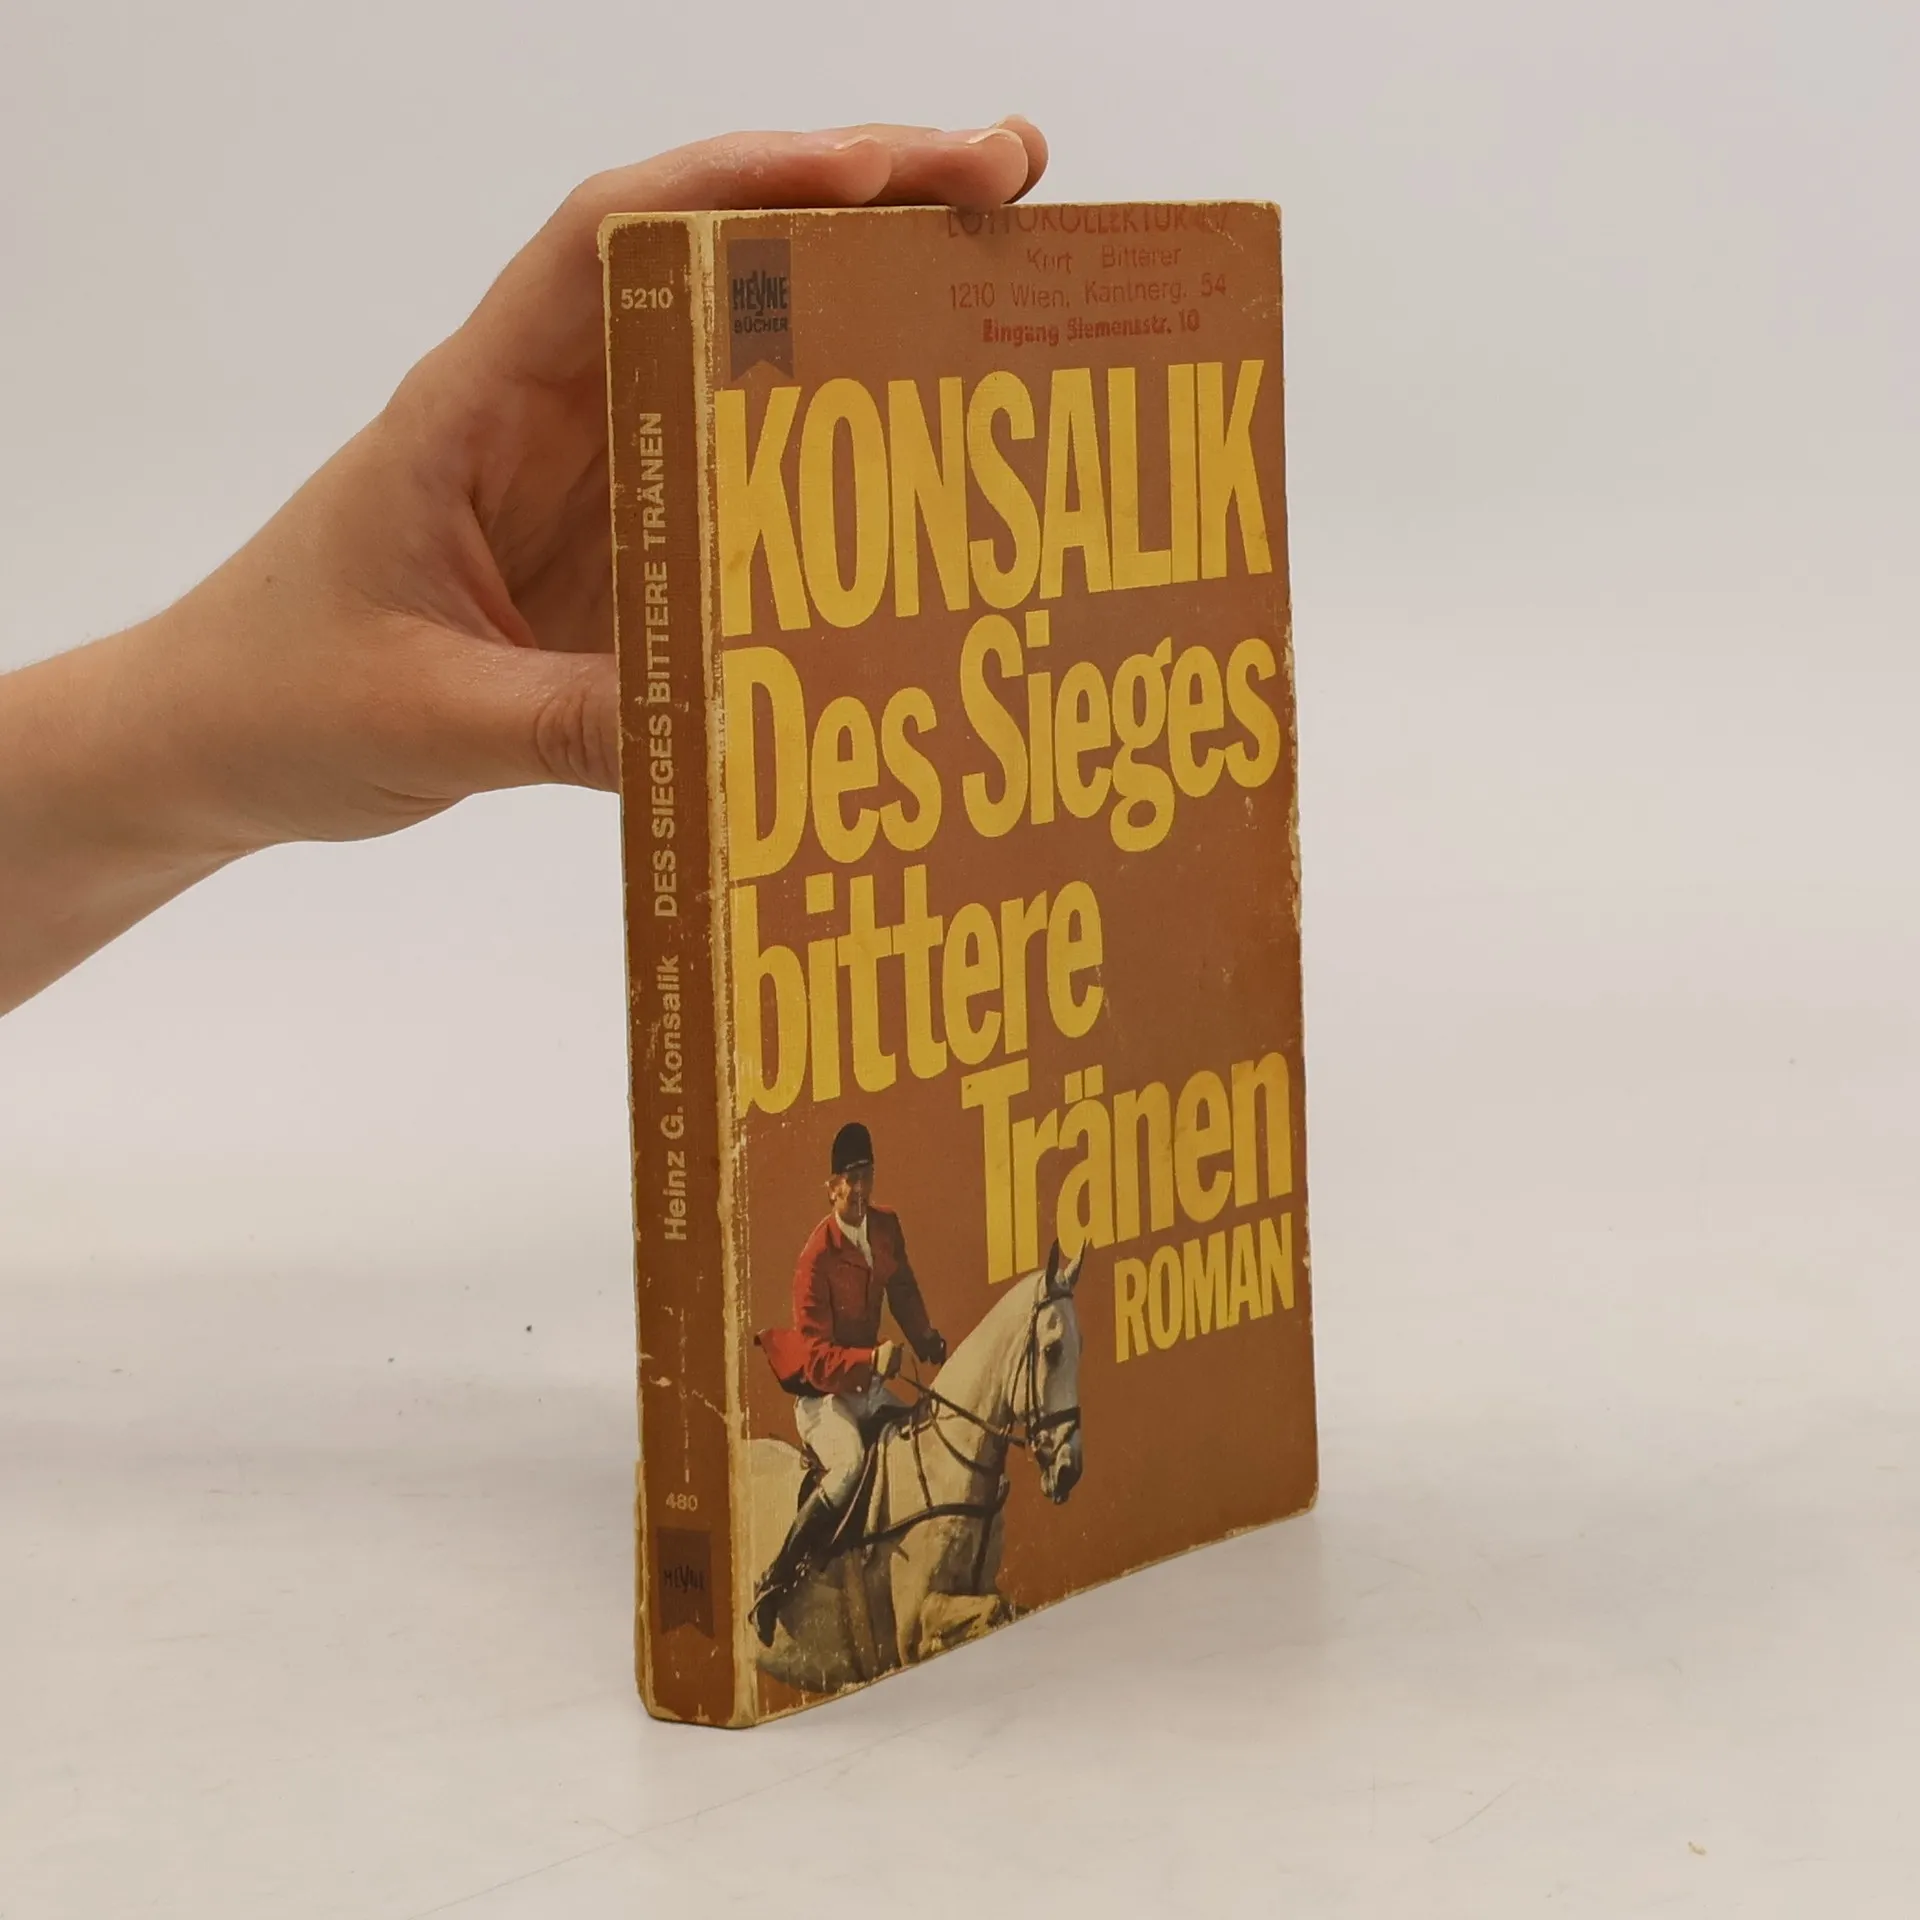 5210
Heinz G. Konsalik DES SIEGES BITTERE TRÄNEN
480
HEYNE
HEYNE
BÜCHER
LOTTOKOLLEKTUR
Kurt Bitterer
1210 Wien, Kantnerg. 54
Eingang Siemensstr. 10
KONSALIK
Des Sieges
bittere
Tränen
ROMAN